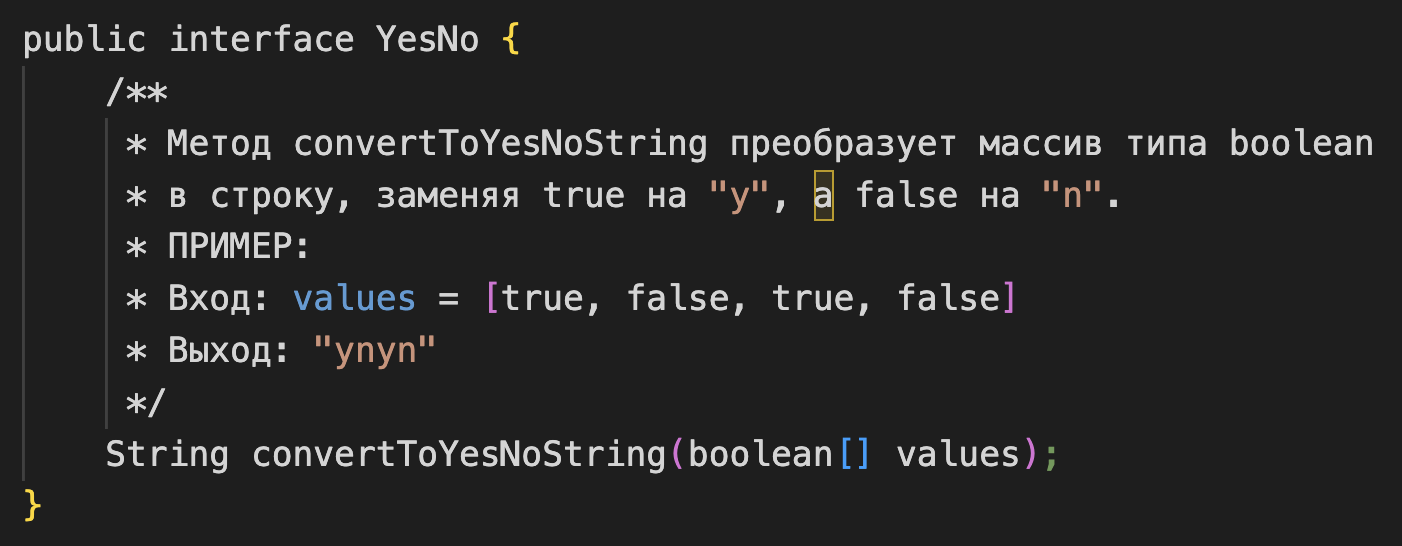 public interface YesNo {
/**
* Метод convertToYesNoString преобразует массив типа boolean
* в строку, заменяя true на "y", а false на "n".
* ПРИМЕР:
* Вход: values = [true, false, true, false]
* Выход: "ynyn"
*/
String convertToYesNoString(boolean[] values);
}